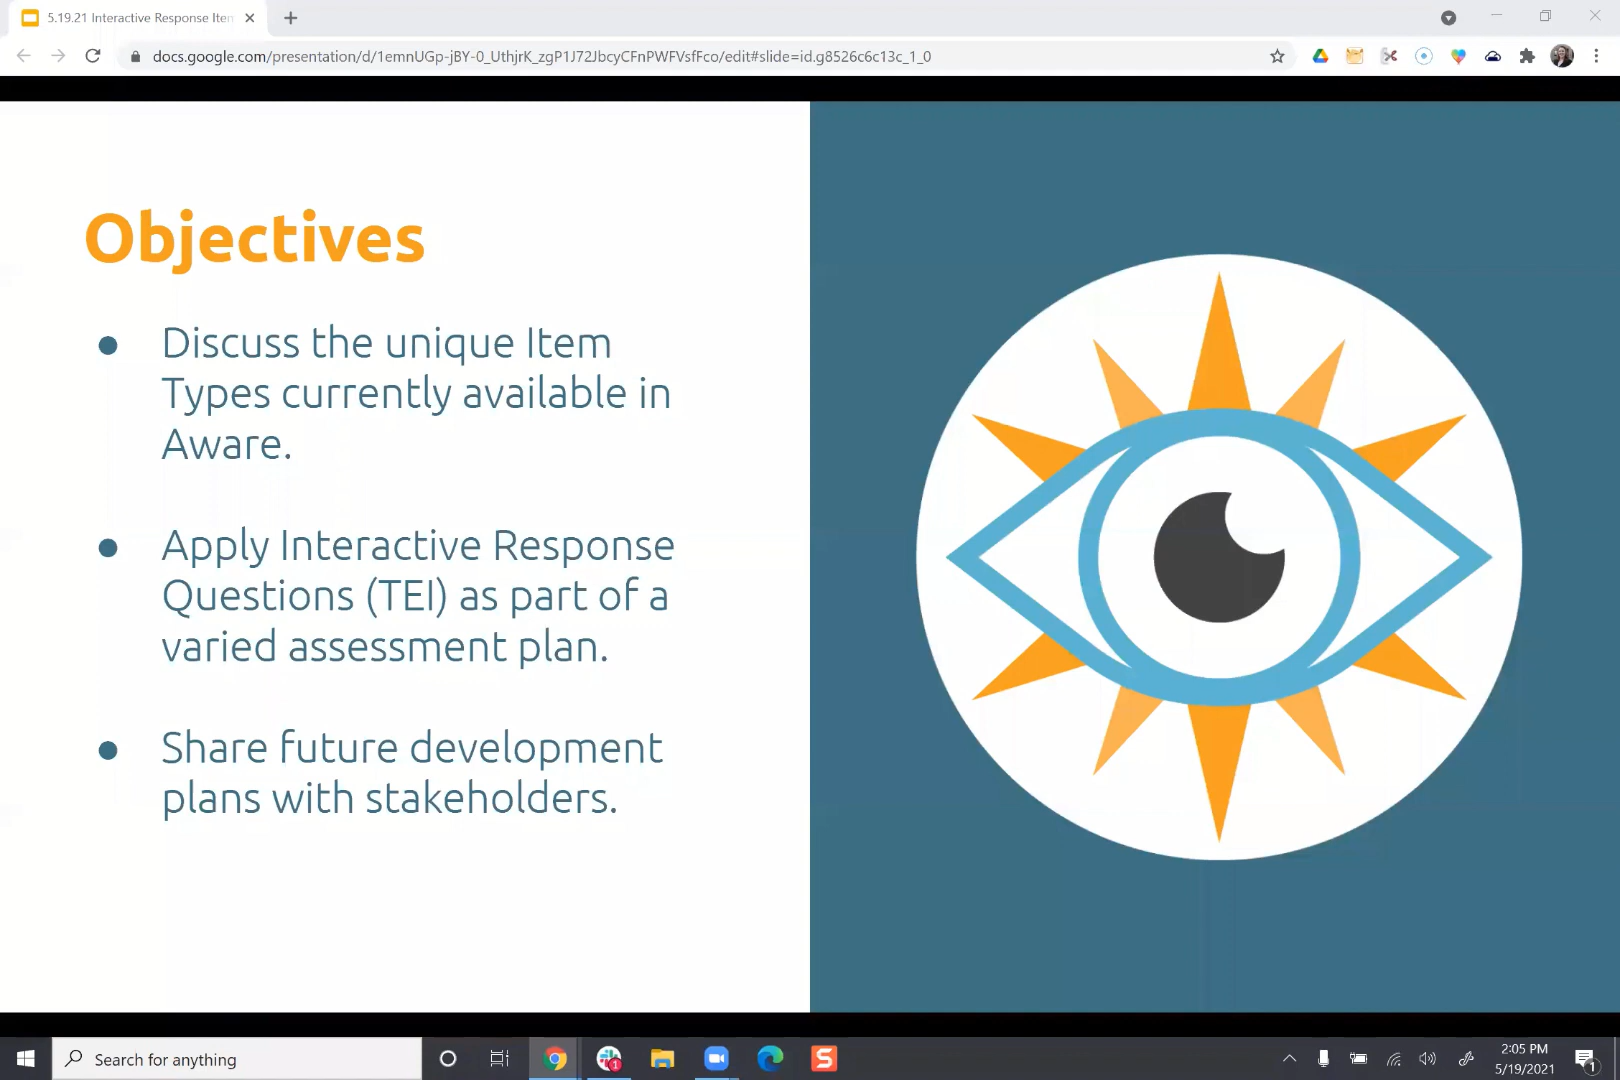 5.19.21 Interactive Response Iten
docs.google.com/presentation/d/1emnUGp-jBY-0_UthjrK_zgP1J72JbcyCFnPWFVsfFco/edit#slide=id.g8526c6c13c_1_0
Objectives
● Discuss the unique Item
Types currently available in
Aware.
● Apply Interactive Response
Questions (TEI) as part of a
varied assessment plan.
● Share future development
plans with stakeholders.
Search for anything
1
S
2:05 PM
5/19/2021
1